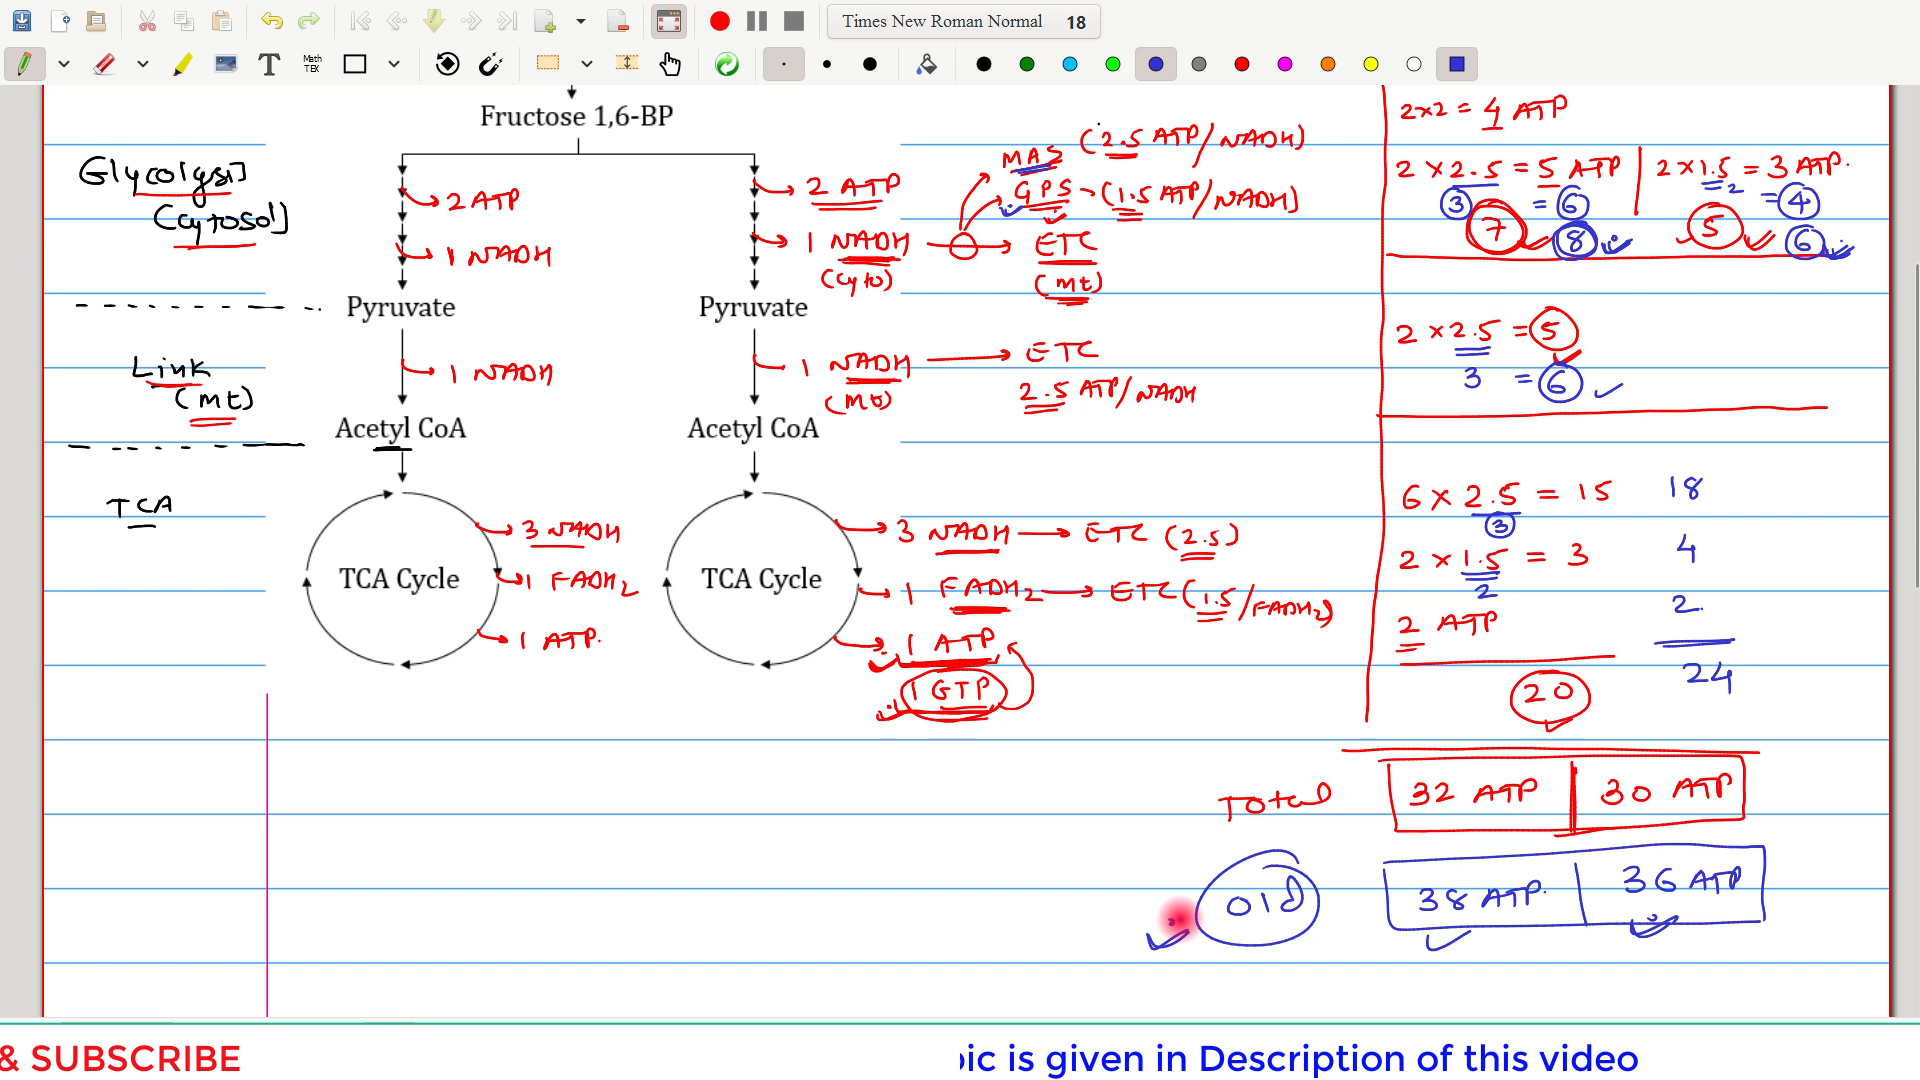 Times New Roman Normal 18
Math
TEX
Fructose 1,6-BP
2x2 = 4 ATP
Glycolysis
(cytosol)
2 ATP
1 NADH
2 ATP
1 NADH
(cyto)
MAS (2.5 ATP/NADH)
GPS - (1.5 ATP/NADH)
ETC
(mt)
2 x 2.5 = 5 ATP
3 = 6
7 8
2 x 1.5 = 3 ATP.
2 = 4
5 6
Pyruvate Pyruvate
Link
(mt)
1 NADH
1 NADH
(Mt)
ETC
2.5 ATP/NADH
2 x 2.5 = 5
3 = 6
Acetyl CoA Acetyl CoA
TCA
TCA Cycle
3 NADH
1 FADH2
1 ATP.
TCA Cycle
3 NADH → ETC (2.5)
1 FADH2 → ETC (1.5/FADH2)
1 ATP
1 GTP
6 x 2.5 = 15 18
3
2 x 1.5 = 3 4
2
2 ATP 2
20 24
Total 32 ATP 30 ATP
Old 38 ATP. 36 ATP
& SUBSCRIBE
pic is given in Description of this video